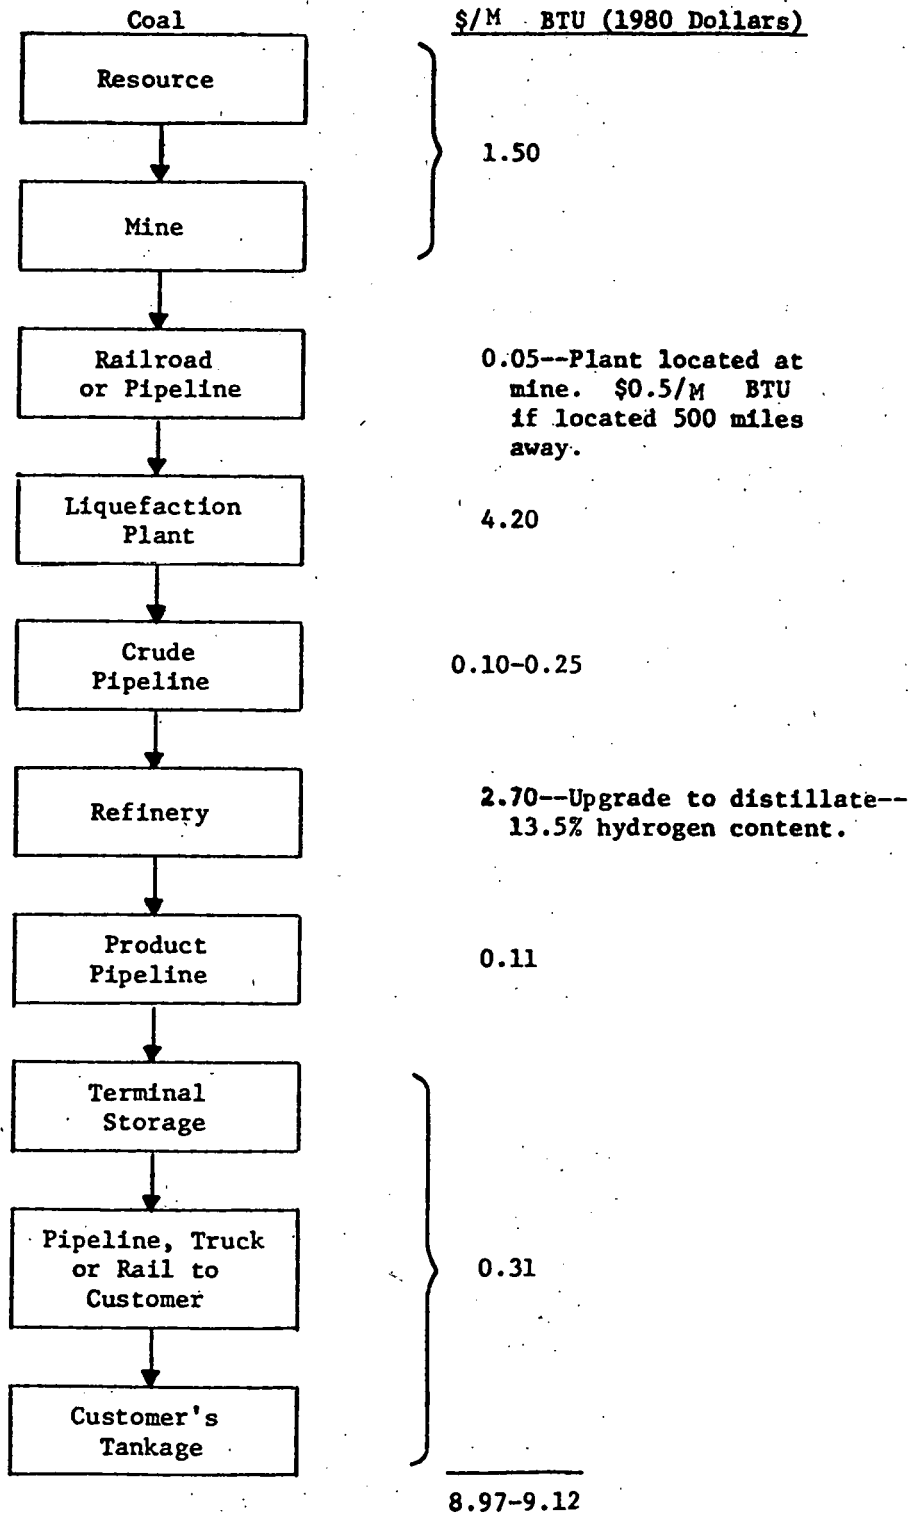 Coal
$/M BTU (1980 Dollars)
Resource
1.50
Mine
Railroad
or Pipeline
0.05--Plant located at
mine. $0.5/M BTU
if located 500 miles
away.
Liquefaction
Plant
4.20
Crude
Pipeline
0.10-0.25
Refinery
2.70--Upgrade to distillate--
13.5% hydrogen content.
Product
Pipeline
0.11
Terminal
Storage
Pipeline, Truck
or Rail to
Customer
0.31
Customer's
Tankage
8.97-9.12